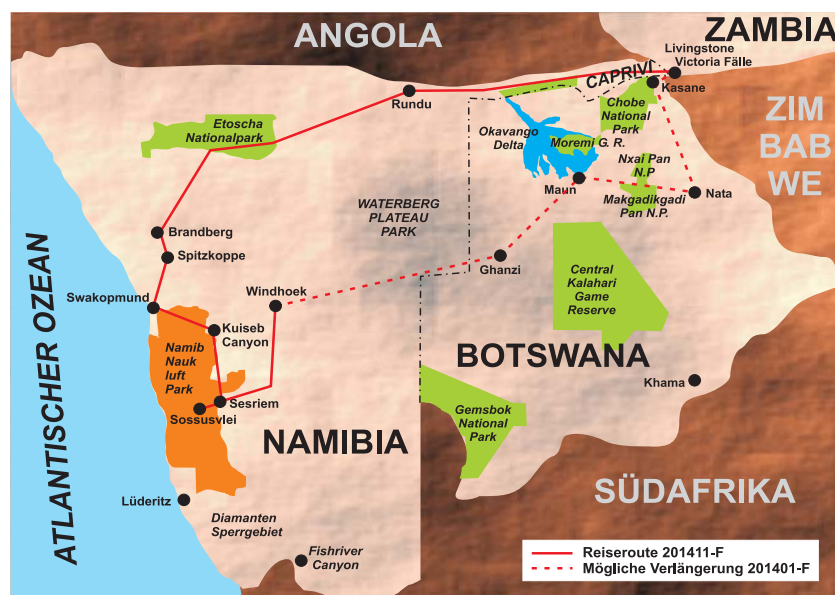 ANGOLA
ZAMBIA
Livingstone
Victoria Fälle
CAPRIVI
Kasane
Rundu
Chobe
National
Park
ZIM
BAB
WE
Etoscha
Nationalpark
Okavango
Delta
Moremi G. R.
Nxai Pan
N.P
Maun
Nata
Makgadikgadi
Pan N.P.
WATERBERG
PLATEAU
PARK
Brandberg
Spitzkoppe
Ghanzi
Central
Kalahari
Game
Reserve
Swakopmund
Windhoek
Kuiseb
Canyon
ATLANTISCHER OZEAN
Namib
Nauk
luft
Park
BOTSWANA
Khama
Sesriem
Sossusvlei
Gemsbok
National
Park
NAMIBIA
SÜDAFRIKA
Lüderitz
Diamanten
Sperrgebiet
Fishriver
Canyon
Reiseroute 201411-F
Mögliche Verlängerung 201401-F